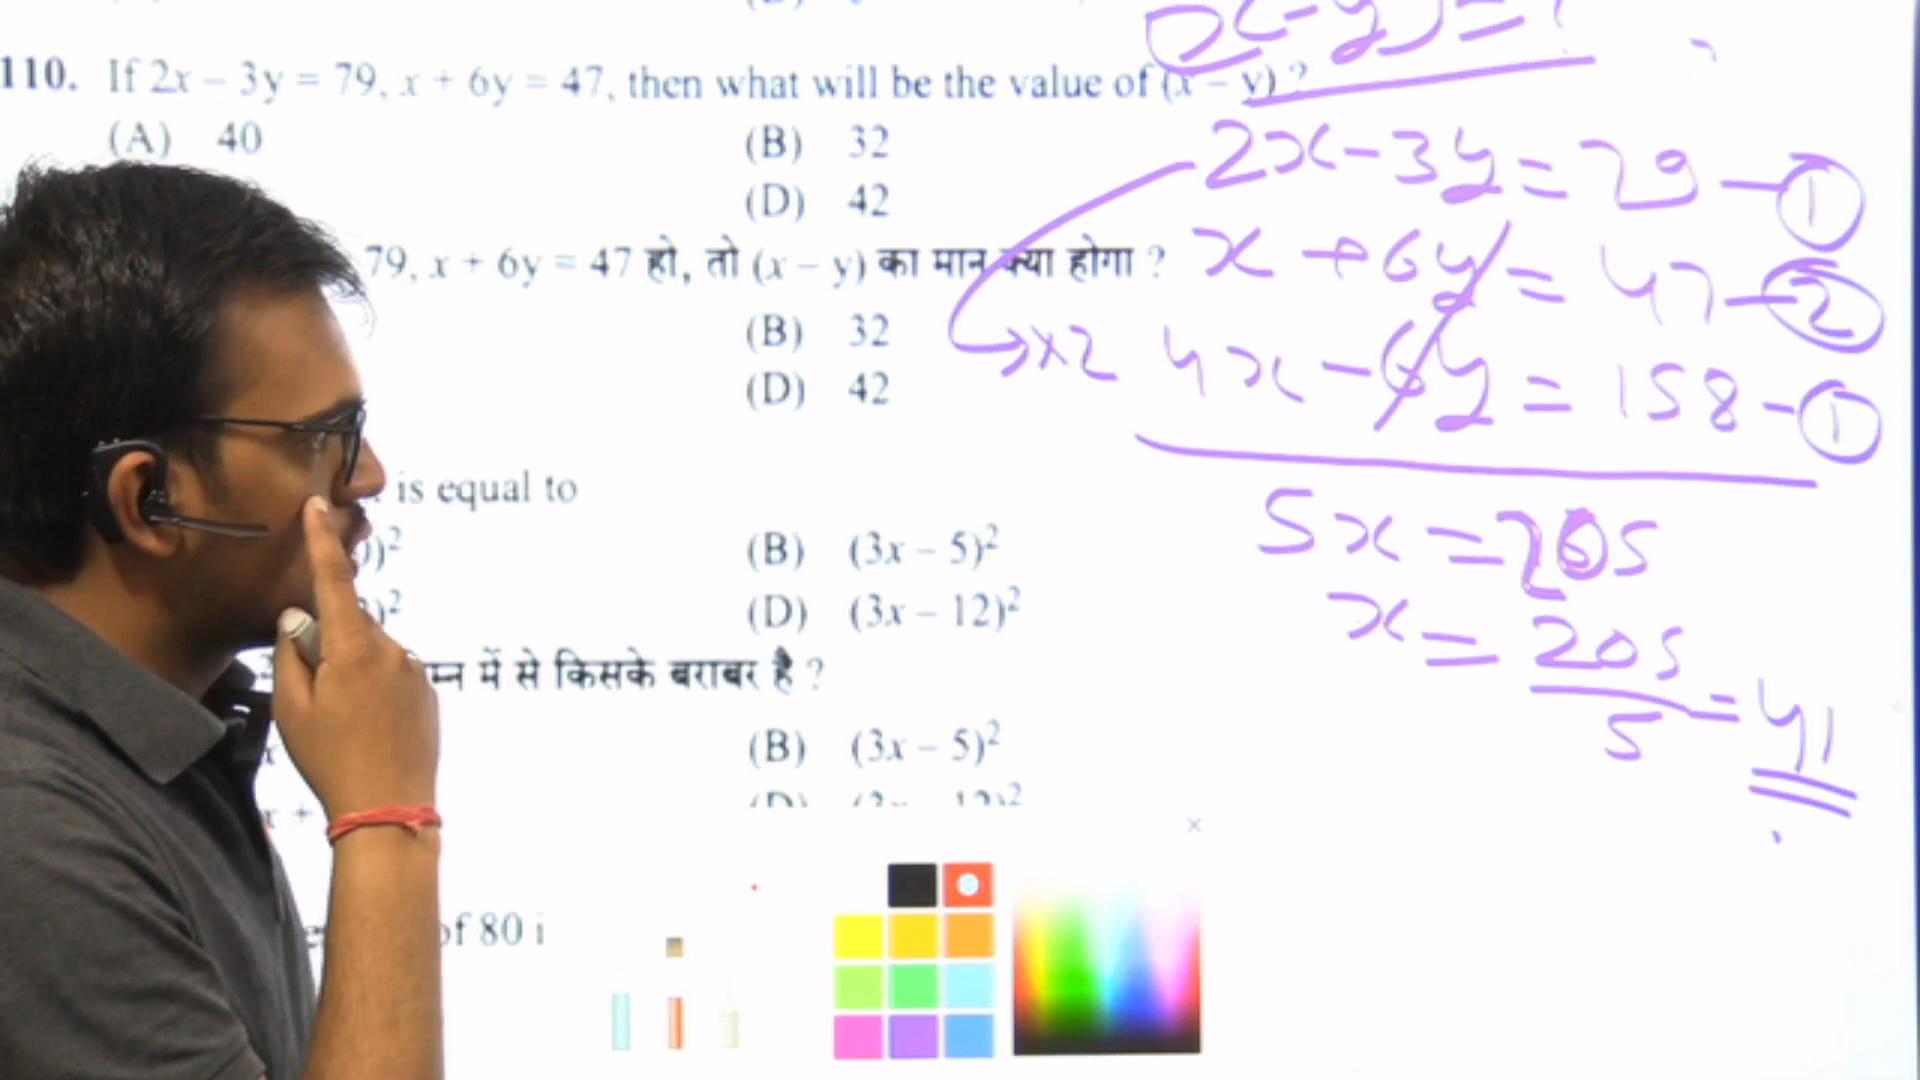 110. If 2x – 3y = 79, x + 6y = 47, then what will be the value of (x – y) ?
(A) 40 (B) 32
(D) 42
79, x + 6y = 47 हो, तो (x – y) का मान क्या होगा ?
(B) 32
(D) 42
is equal to
)² (B) (3x – 5)²
)² (D) (3x – 12)²
में से किसके बराबर है ?
(B) (3x – 5)²
of 80 i
x-y)=?
2x-3y=79-①
x+6y=47-②
×2 4x-6y=158-①
5x=205
x=205/5=41